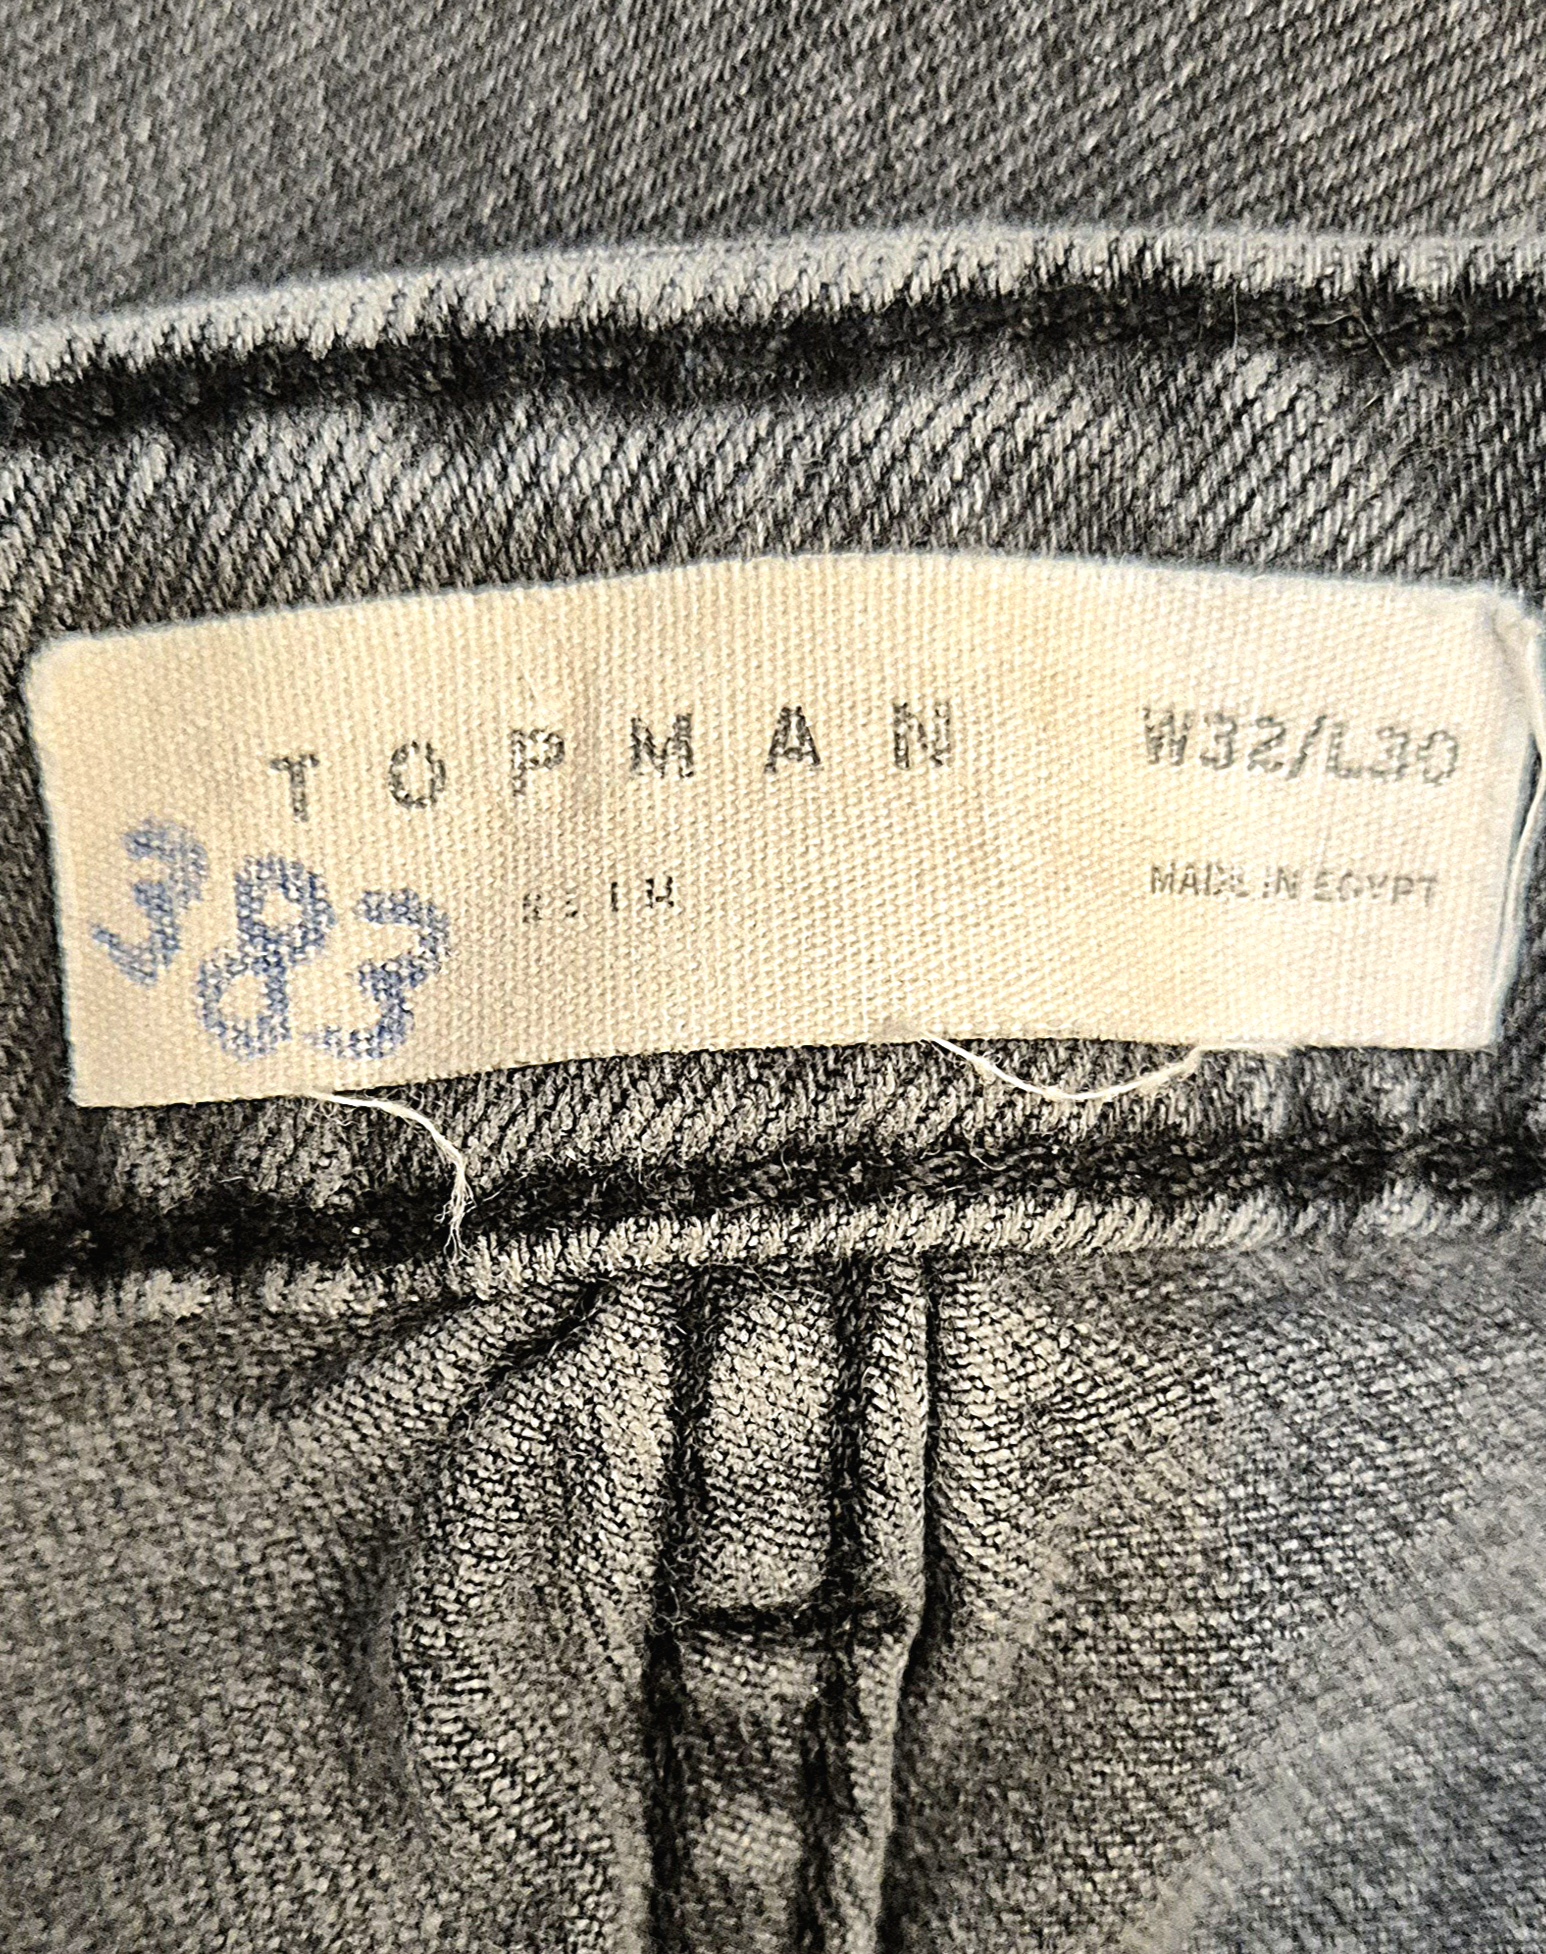 TOPMAN
W32/L30
MADE IN EGYPT
383